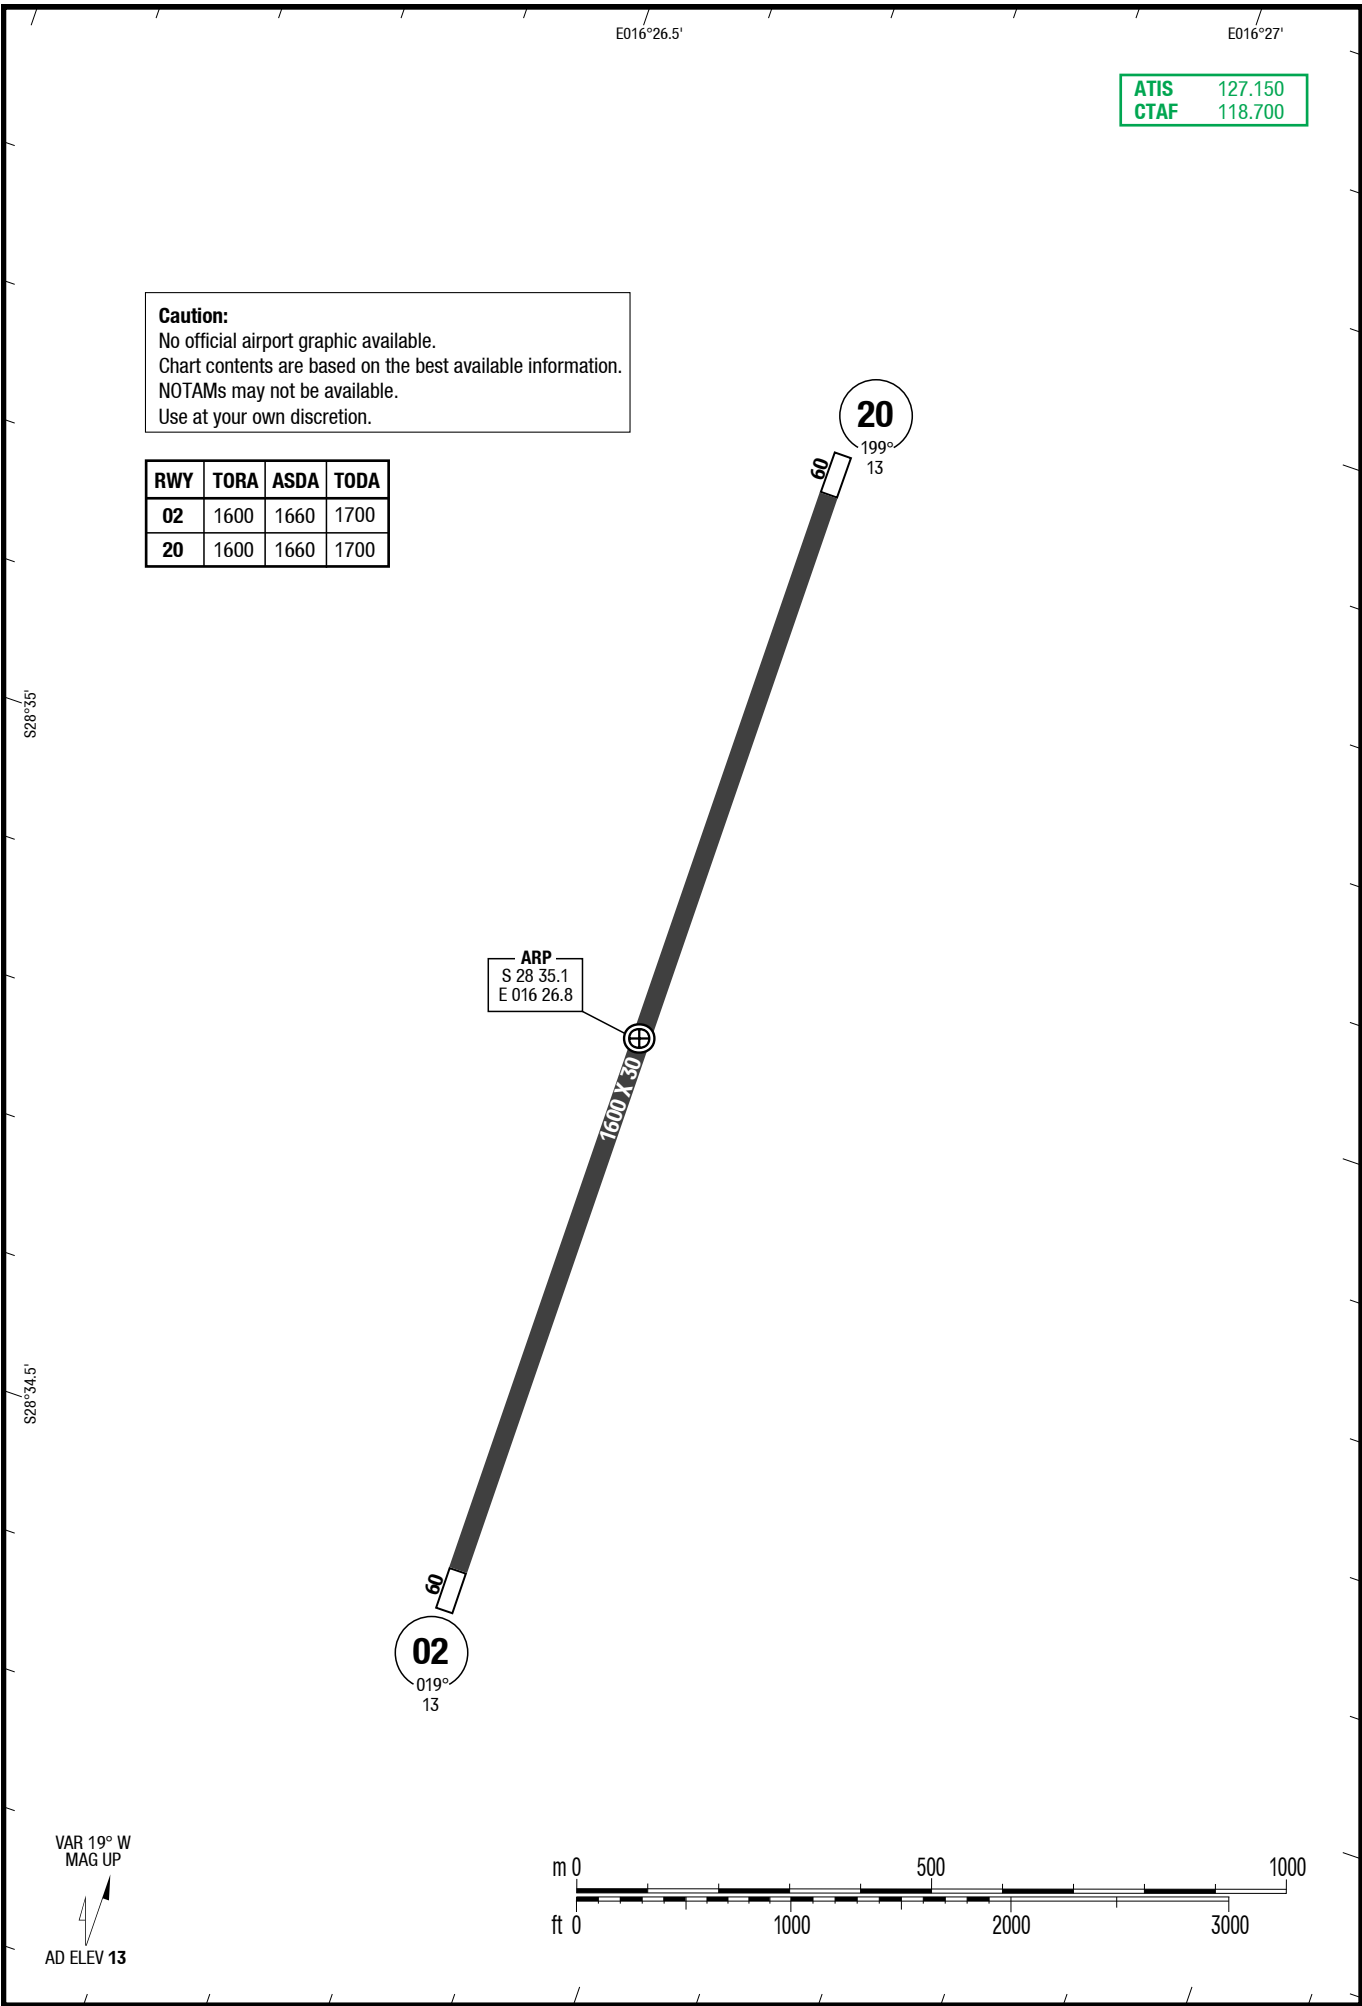 E016°26.5'
E016°27'
ATIS 127.150
CTAF 118.700
Caution:
No official airport graphic available.
Chart contents are based on the best available information.
NOTAMs may not be available.
Use at your own discretion.
RWY TORA ASDA TODA
02 1600 1660 1700
20 1600 1660 1700
20
199°
13
60
S28°35'
ARP
S 28 35.1
E 016 26.8
1600 X 30
S28°34.5'
60
02
019°
13
VAR 19° W
MAG UP
AD ELEV 13
m 0 500 1000
ft 0 1000 2000 3000